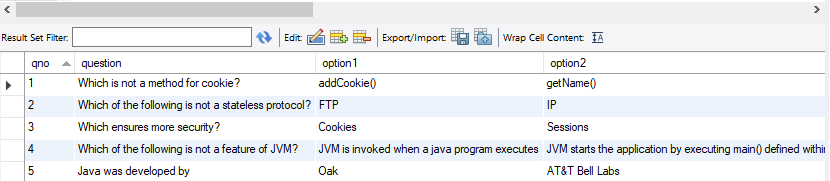 Result Set Filter: Edit: Export/Import: Wrap Cell Content:
qno question option1 option2
1 Which is not a method for cookie? addCookie() getName()
2 Which of the following is not a stateless protocol? FTP IP
3 Which ensures more security? Cookies Sessions
4 Which of the following is not a feature of JVM? JVM is invoked when a java program executes JVM starts the application by executing main() defined within
5 Java was developed by Oak AT&T Bell Labs